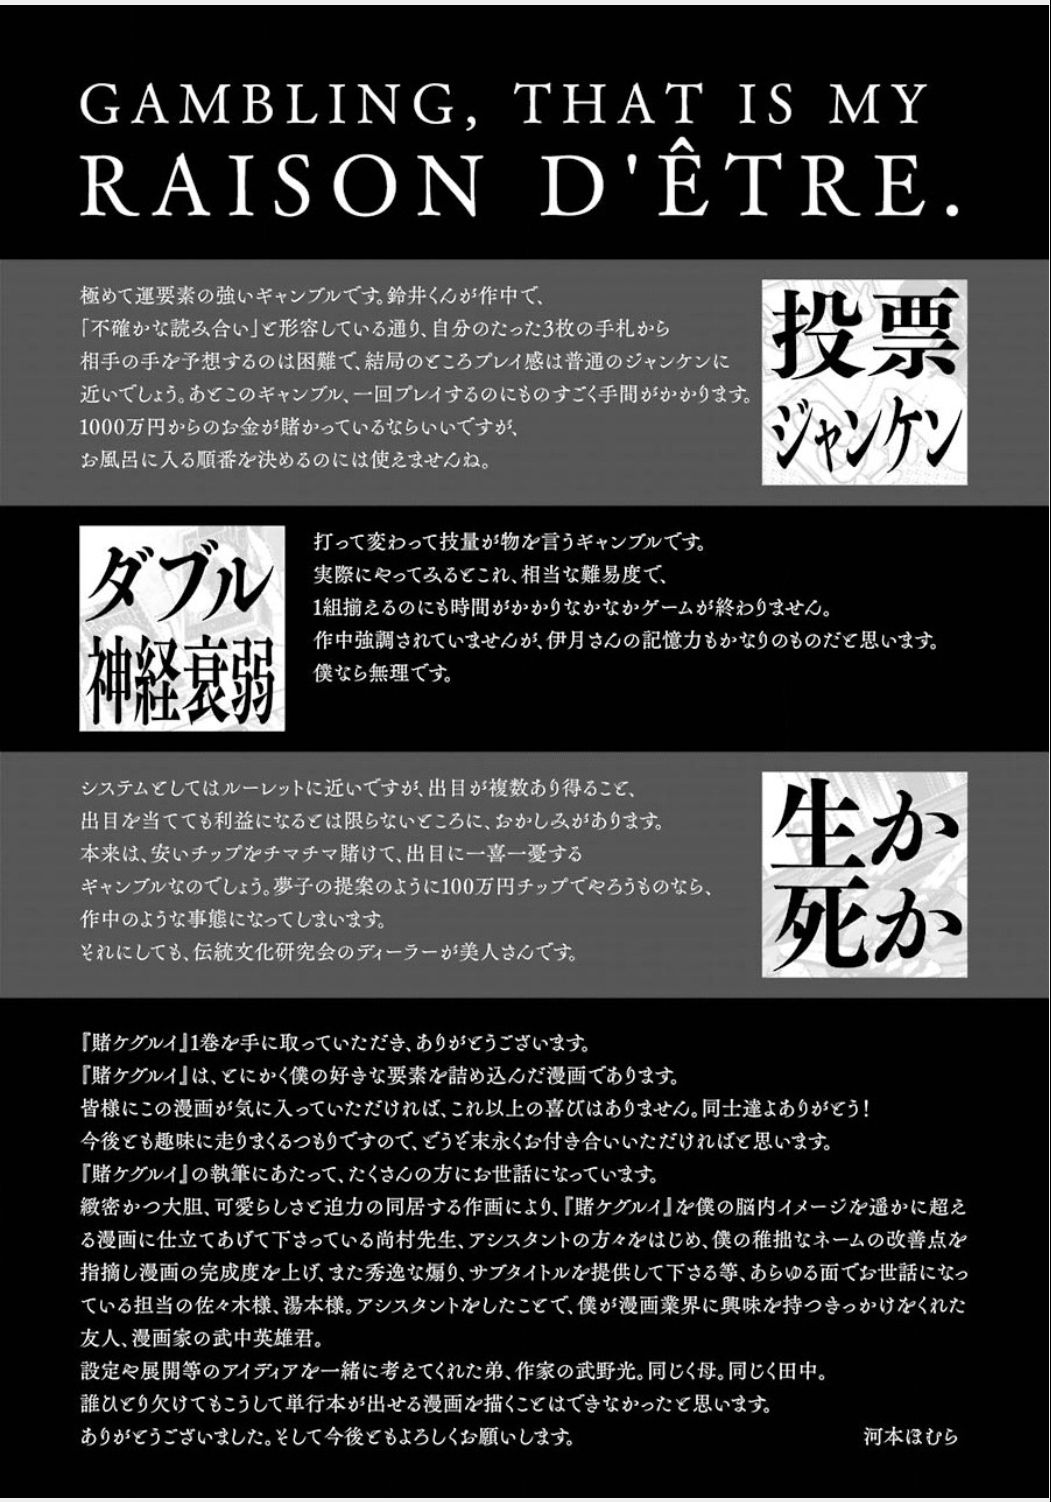 GAMBLING, THAT IS MY
RAISON D'ÊTRE.
極めて運要素の強いギャンブルです。鈴井くんが作中で、
「不確かな読み合い」と形容している通り、自分のたった3枚の手札から
相手の手を予想するのは困難で、結局のところプレイ感は普通のジャンケンに
近いでしょう。あとこのギャンブル、一回プレイするのにものすごく手間がかかります。
1000万円からのお金が賭かっているならいいですが、
お風呂に入る順番を決めるのには使えませんね。
投票
ジャンケン
ダブル
神経衰弱
打って変わって技量が物を言うギャンブルです。
実際にやってみるとこれ、相当な難易度で、
1組揃えるのにも時間がかかりなかなかゲームが終わりません。
作中強調されていませんが、伊月さんの記憶力もかなりのものだと思います。
僕なら無理です。
システムとしてはルーレットに近いですが、出目が複数あり得ること、
出目を当てても利益になるとは限らないところに、おかしみがあります。
本来は、安いチップをチマチマ賭けて、出目に一喜一憂する
ギャンブルなのでしょう。夢子の提案のように100万円チップでやろうものなら、
作中のような事態になってしまいます。
それにしても、伝統文化研究会のディーラーが美人さんです。
生か
死か
『賭ケグルイ』1巻を手に取っていただき、ありがとうございます。
『賭ケグルイ』は、とにかく僕の好きな要素を詰め込んだ漫画であります。
皆様にこの漫画が気に入っていただければ、これ以上の喜びはありません。同士達よありがとう！
今後とも趣味に走りまくるつもりですので、どうぞ末永くお付き合いいただければと思います。
『賭ケグルイ』の執筆にあたって、たくさんの方にお世話になっています。
緻密かつ大胆、可愛らしさと迫力の同居する作画により、『賭ケグルイ』を僕の脳内イメージを遥かに超え
る漫画に仕立てあげて下さっている尚村先生、アシスタントの方々をはじめ、僕の稚拙なネームの改善点を
指摘し漫画の完成度を上げ、また秀逸な煽り、サブタイトルを提供して下さる等、あらゆる面でお世話になっ
ている担当の佐々木様、湯本様。アシスタントをしたことで、僕が漫画業界に興味を持つきっかけをくれた
友人、漫画家の武中英雄君。
設定や展開等のアイディアを一緒に考えてくれた弟、作家の武野光。同じく母。同じく田中。
誰ひとり欠けてもこうして単行本が出せる漫画を描くことはできなかったと思います。
ありがとうございました。そして今後ともよろしくお願いします。
河本ほむら